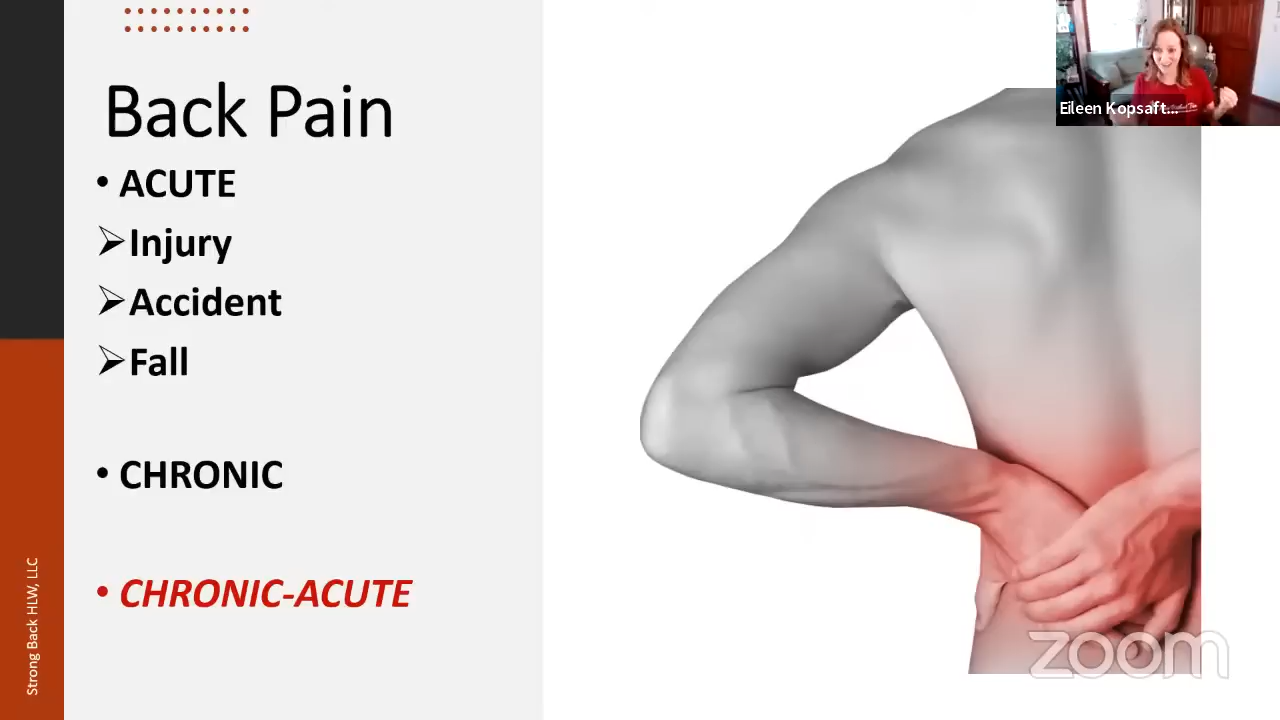 Back Pain
• ACUTE
➢Injury
➢Accident
➢Fall
• CHRONIC
• CHRONIC-ACUTE
Strong Back HLW, LLC
Eileen Kopsaft...
zoom